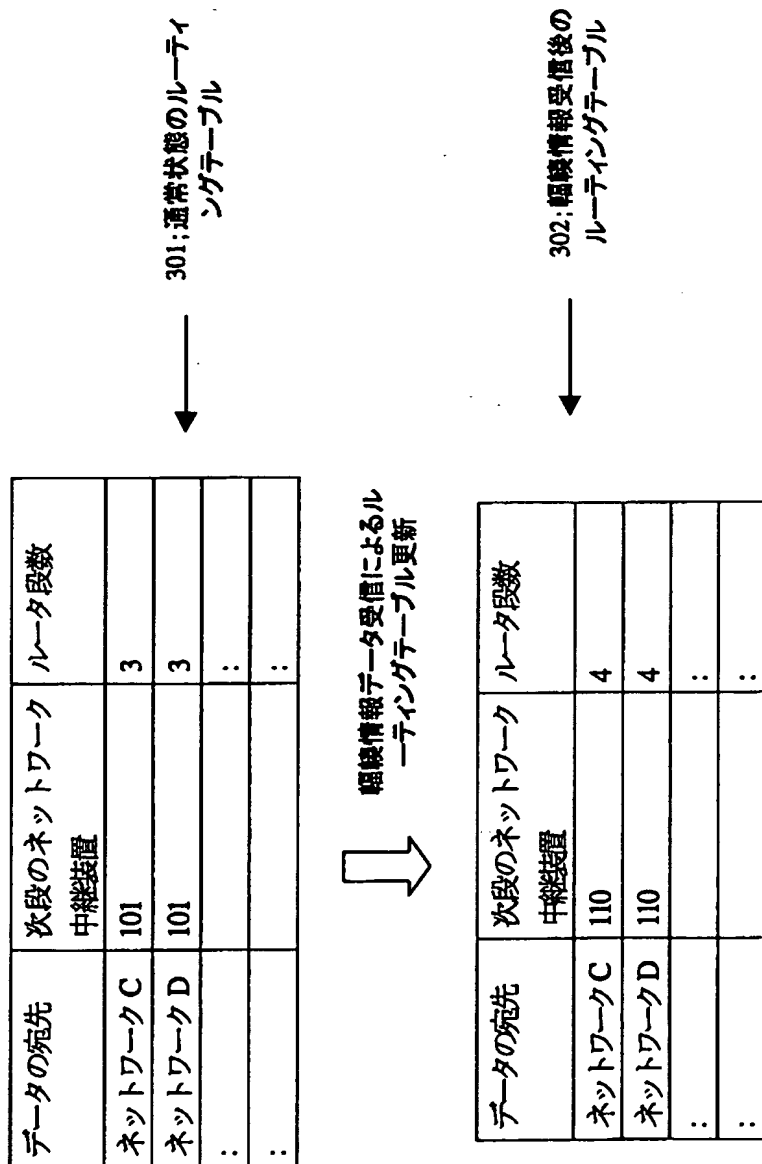 データの宛先 次段のネットワーク中継装置 ルータ段数
ネットワークC 101 3
ネットワークD 101 3
: :
: :
301;通常状態のルーティ
ングテーブル
輻輳情報データ受信によるル
ーティングテーブル更新
データの宛先 次段のネットワーク中継装置 ルータ段数
ネットワークC 110 4
ネットワークD 110 4
: :
: :
302;輻輳情報受信後の
ルーティングテーブル